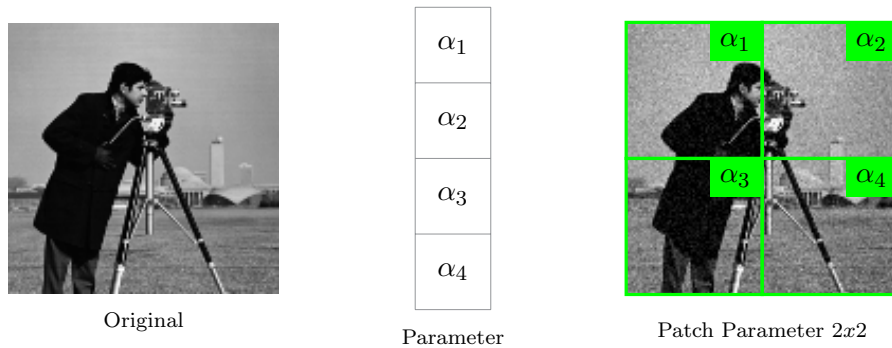 α₁
α₂
α₃
α₄
α₁ α₂
α₃ α₄
Original
Parameter
Patch Parameter 2x2